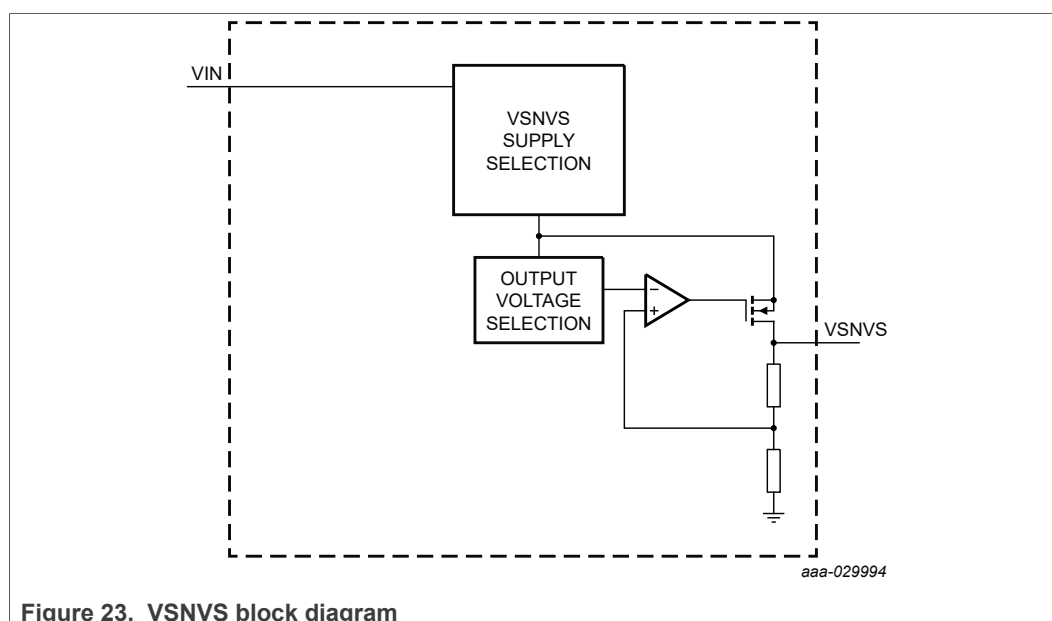 VIN
VSNVS
SUPPLY
SELECTION
OUTPUT
VOLTAGE
SELECTION
−
+
VSNVS
aaa-029994
Figure 23. VSNVS block diagram